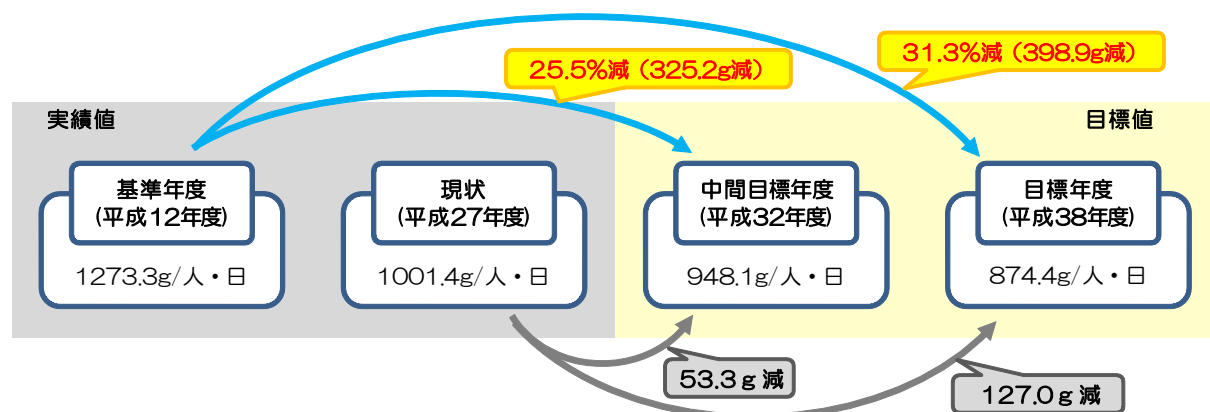 31.3%減（398.9g減）
25.5%減（325.2g減）
実績値
目標値
基準年度
(平成12年度)
現状
(平成27年度)
中間目標年度
(平成32年度)
目標年度
(平成38年度)
1273.3g/人・日
1001.4g/人・日
948.1g/人・日
874.4g/人・日
53.3ｇ減
127.0ｇ減